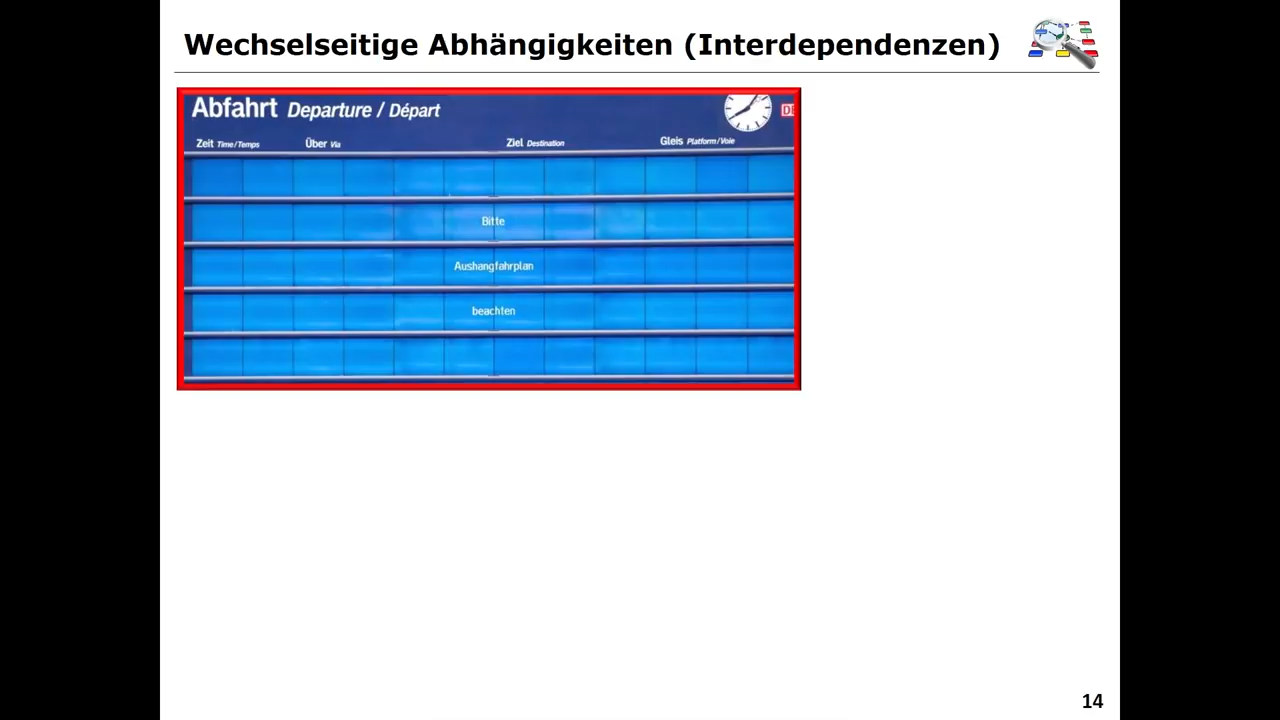 Wechselseitige Abhängigkeiten (Interdependenzen)
Abfahrt Departure / Départ
Zeit Time/Temps Über Via Ziel Destination Gleis Platform/Voie
Bitte
Aushangfahrplan
beachten
14